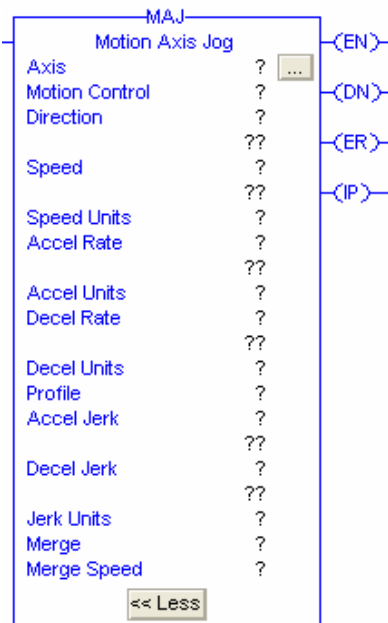 MAJ
Motion Axis Jog
Axis ? ...
Motion Control ?
Direction ?
??
Speed ?
??
Speed Units ?
Accel Rate ?
??
Accel Units ?
Decel Rate ?
??
Decel Units ?
Profile ?
Accel Jerk ?
??
Decel Jerk ?
??
Jerk Units ?
Merge ?
Merge Speed ?
<< Less
EN
DN
ER
IP